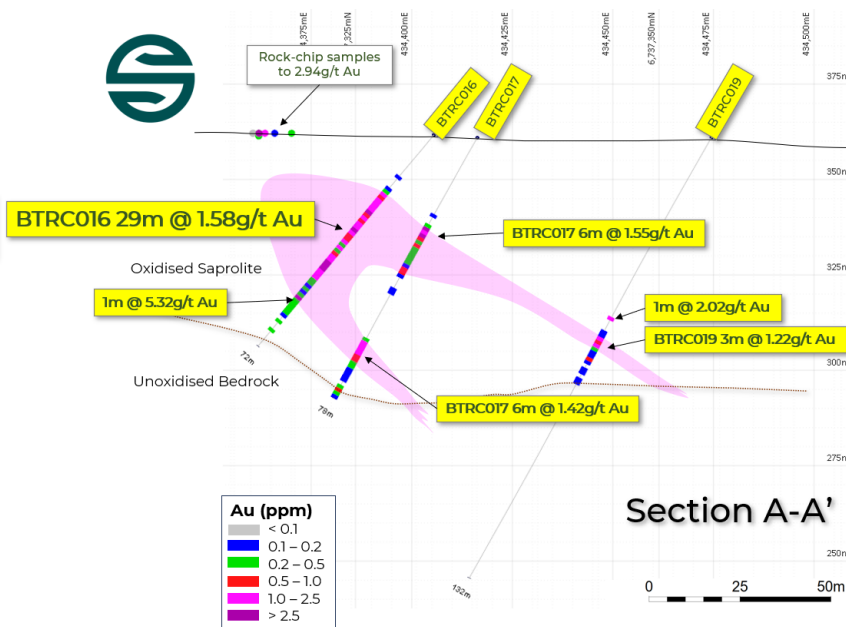 4,375mE
,325mN
434,400mE
434,425mE
434,450mE
6,737,350mN
434,475mE
434,500mE
Rock-chip samples
to 2.94g/t Au
BTRC016
BTRC017
BTRC019
375m
350m
BTRC016 29m @ 1.58g/t Au
BTRC017 6m @ 1.55g/t Au
Oxidised Saprolite
325m
1m @ 5.32g/t Au
1m @ 2.02g/t Au
BTRC019 3m @ 1.22g/t Au
72m
300m
Unoxidised Bedrock
78m
BTRC017 6m @ 1.42g/t Au
275m
Au (ppm)
< 0.1
0.1 – 0.2
0.2 – 0.5
0.5 – 1.0
1.0 – 2.5
> 2.5
Section A-A’
250m
132m
0 25 50m